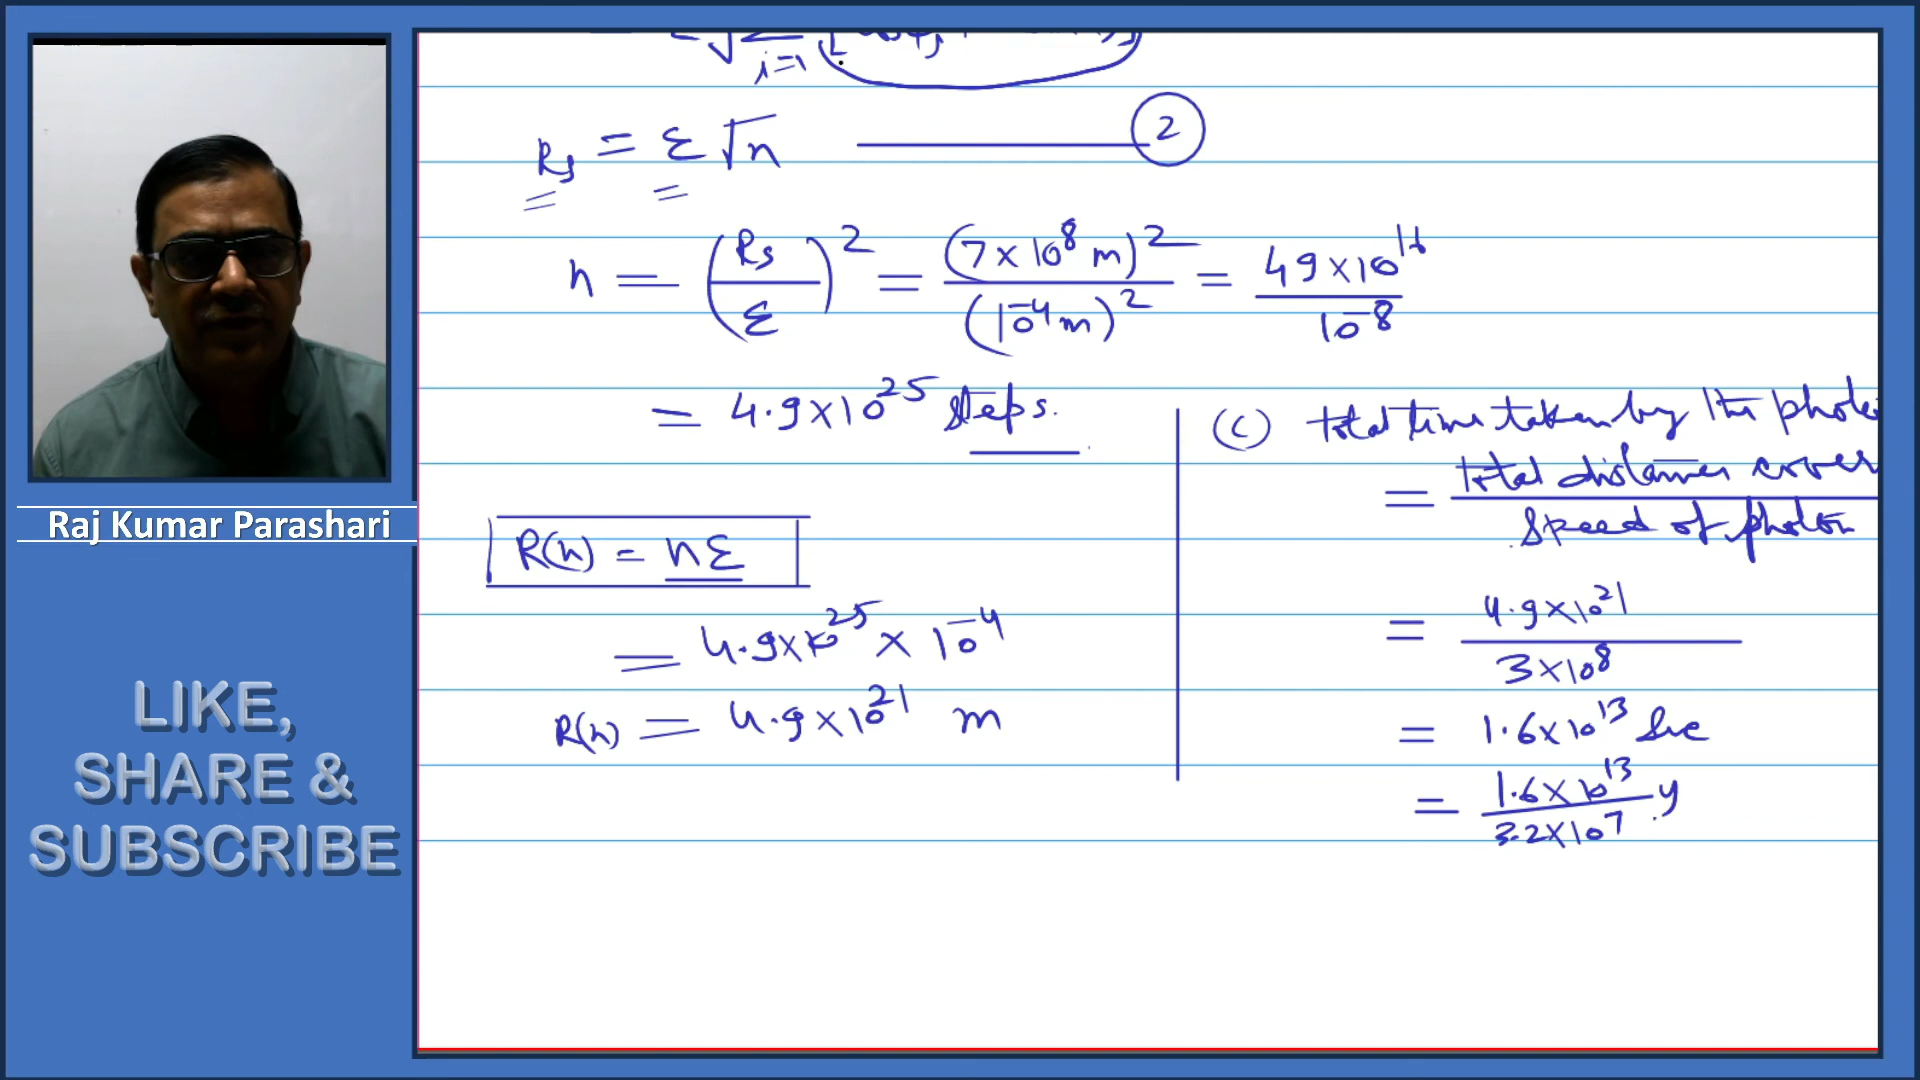 i=1
Rs = ε √n ② 
n = (Rs / ε)² = (7 × 10⁸ m)² / (10⁻⁴ m)² = 49 × 10¹⁶ / 10⁻⁸
= 4.9 × 10²⁵ steps.
R(n) = nε
= 4.9 × 10²⁵ × 10⁻⁴
R(n) = 4.9 × 10²¹ m
(c) total time taken by the
= total distance / speed of photon
= 4.9 × 10²¹ / 3 × 10⁸
= 1.6 × 10¹³ sec
= 1.6 × 10¹³ / 3.2 × 10⁷ y
Raj Kumar Parashari
LIKE,
SHARE &
SUBSCRIBE